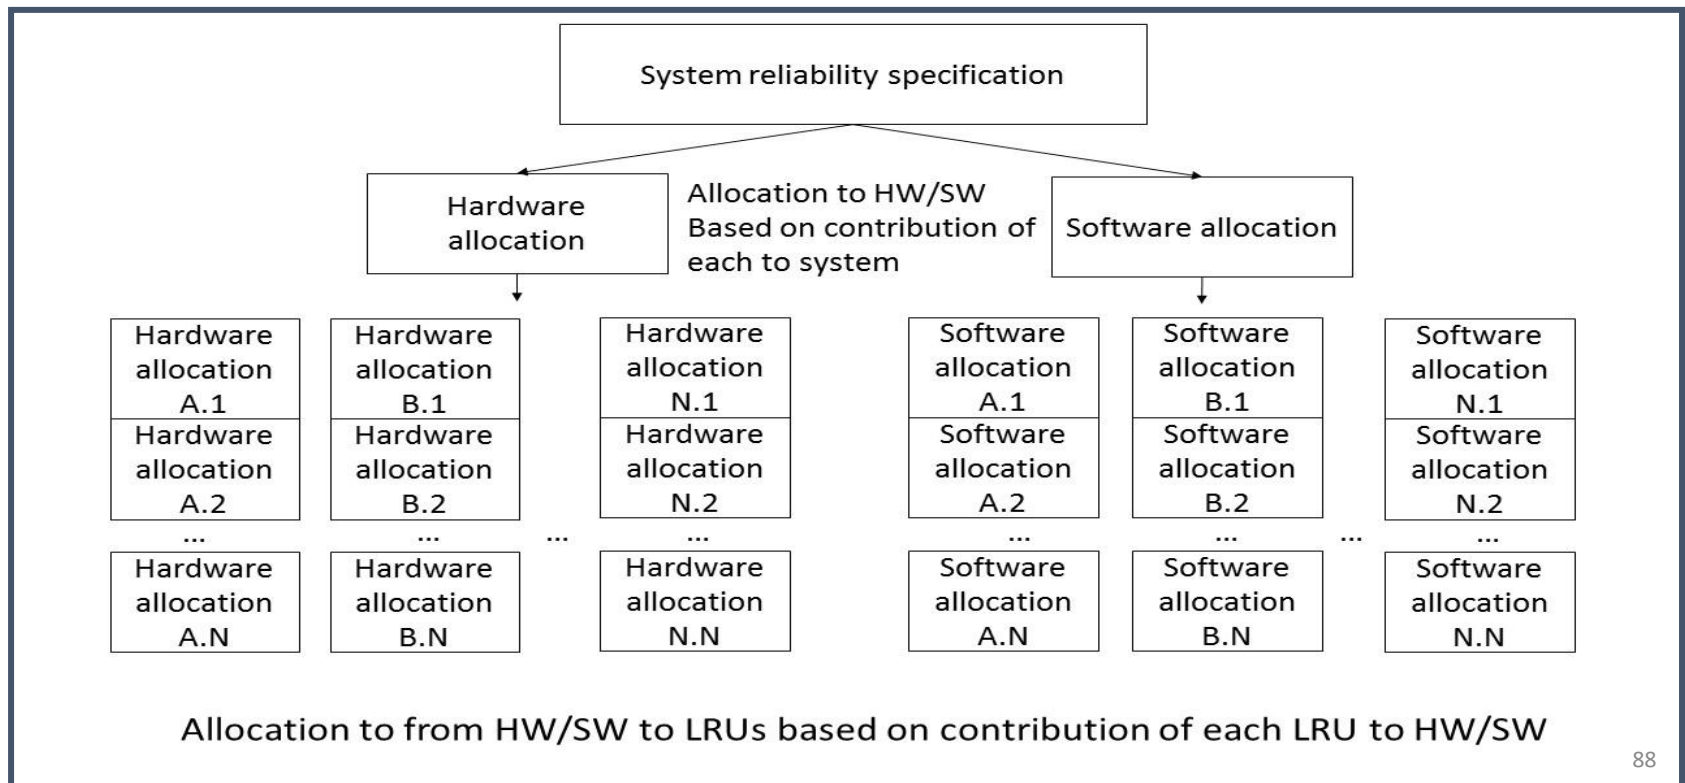 System reliability specification
Hardware
allocation
Allocation to HW/SW
Based on contribution of
each to system
Software allocation
Hardware
allocation
A.1
Hardware
allocation
B.1
Hardware
allocation
N.1
Software
allocation
A.1
Software
allocation
B.1
Software
allocation
N.1
Hardware
allocation
A.2
Hardware
allocation
B.2
Hardware
allocation
N.2
Software
allocation
A.2
Software
allocation
B.2
Software
allocation
N.2
... ... ... ... ... ... ... ...
Hardware
allocation
A.N
Hardware
allocation
B.N
Hardware
allocation
N.N
Software
allocation
A.N
Software
allocation
B.N
Software
allocation
N.N
Allocation to from HW/SW to LRUs based on contribution of each LRU to HW/SW
88